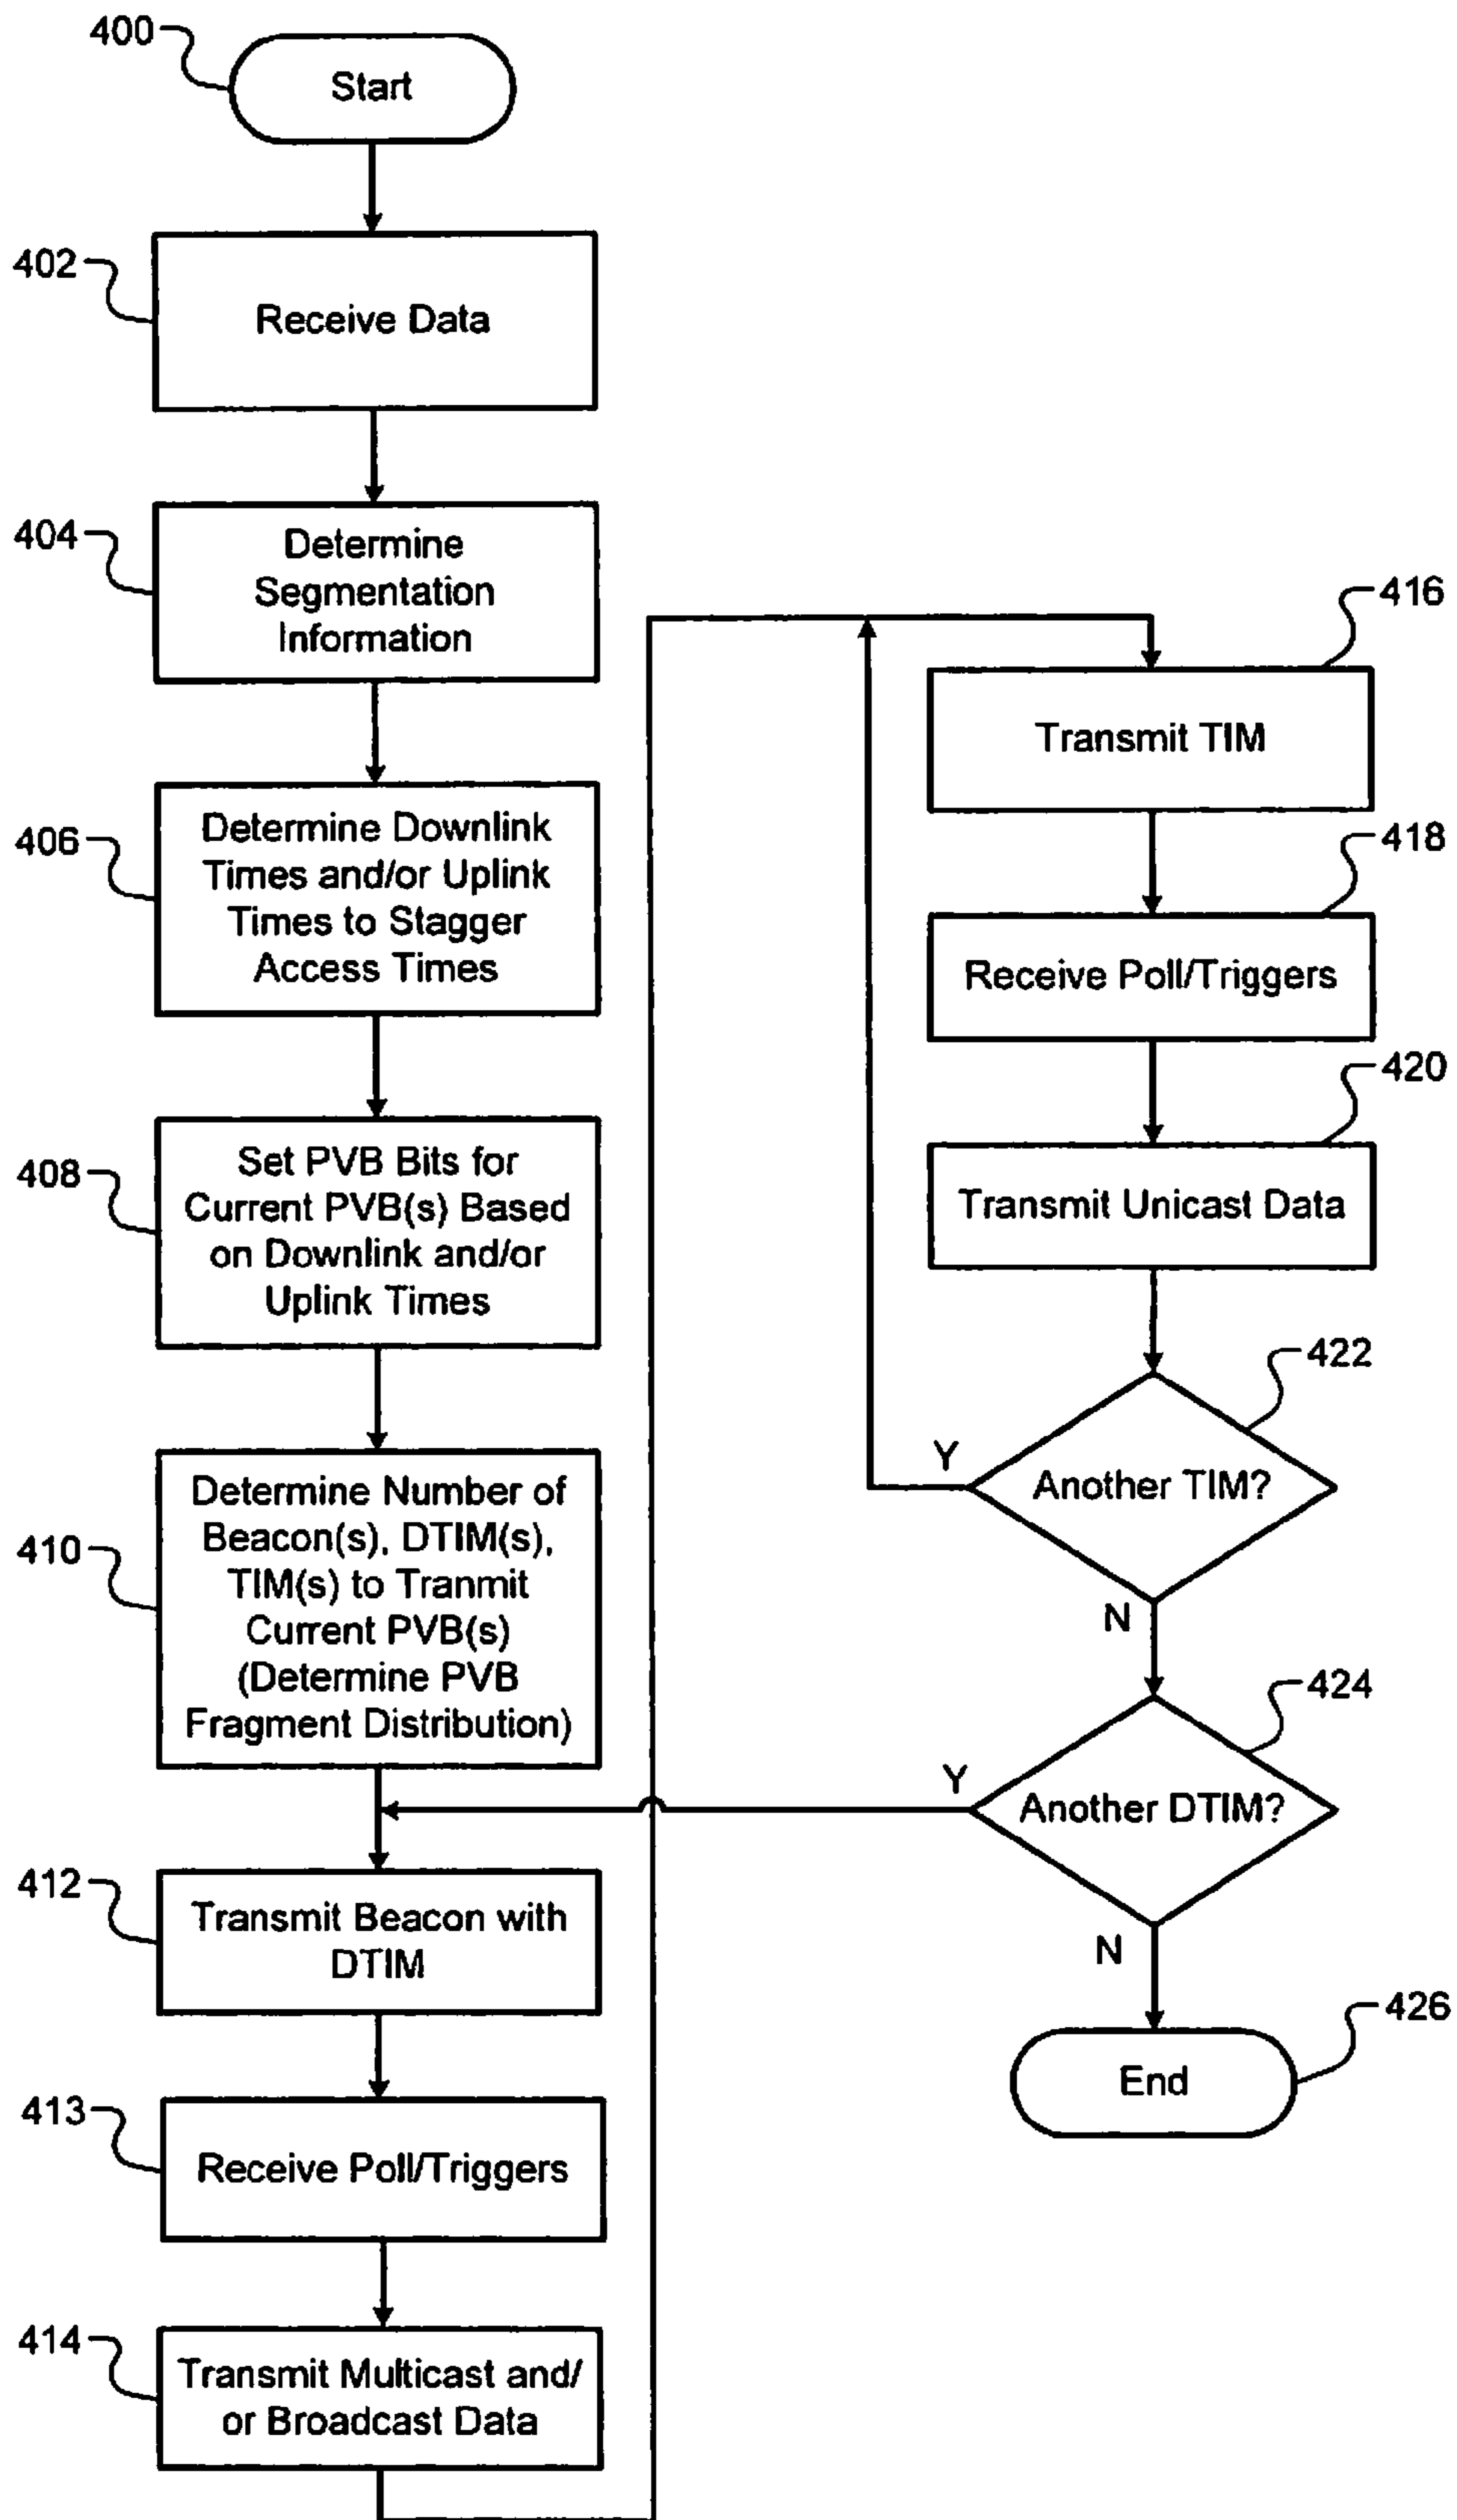 400
Start
402
Receive Data
404
Determine
Segmentation
Information
406
Determine Downlink
Times and/or Uplink
Times to Stagger
Access Times
408
Set PVB Bits for
Current PVB(s) Based
on Downlink and/or
Uplink Times
410
Determine Number of
Beacon(s), DTIM(s),
TIM(s) to Tranmit
Current PVB(s)
(Determine PVB
Fragment Distribution)
412
Transmit Beacon with
DTIM
413
Receive Poll/Triggers
414
Transmit Multicast and/
or Broadcast Data
416
Transmit TIM
418
Receive Poll/Triggers
420
Transmit Unicast Data
422
Another TIM?
Y
N
424
Another DTIM?
Y
N
426
End